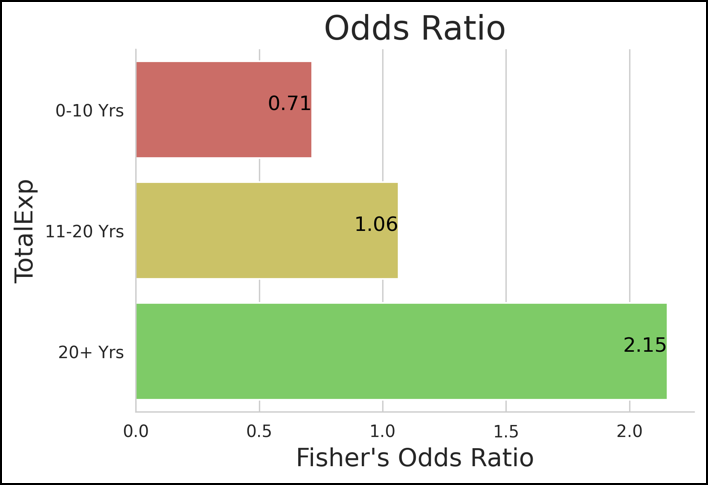 Odds Ratio
TotalExp
0-10 Yrs
0.71
11-20 Yrs
1.06
20+ Yrs
2.15
0.0 0.5 1.0 1.5 2.0
Fisher's Odds Ratio